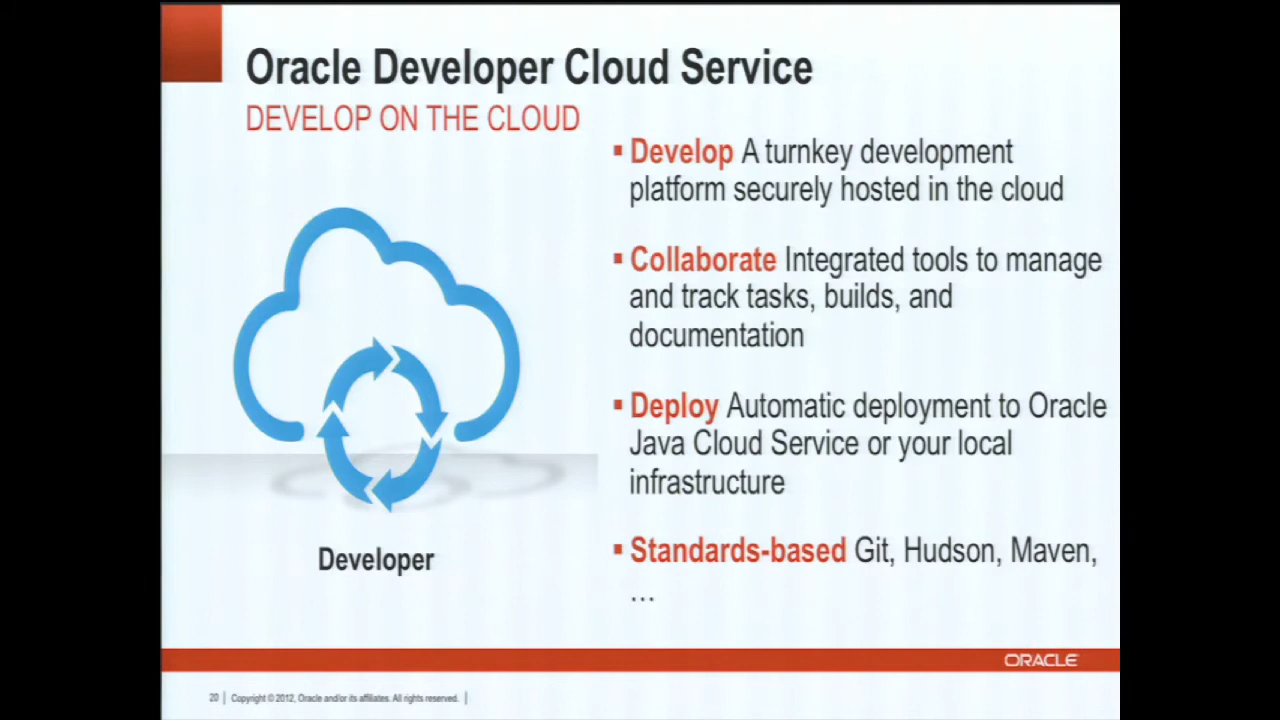 Oracle Developer Cloud Service
DEVELOP ON THE CLOUD
▪ Develop A turnkey development
platform securely hosted in the cloud
▪ Collaborate Integrated tools to manage
and track tasks, builds, and
documentation
▪ Deploy Automatic deployment to Oracle
Java Cloud Service or your local
infrastructure
▪ Standards-based Git, Hudson, Maven,
…
Developer
ORACLE
20 | Copyright © 2012, Oracle and/or its affiliates. All rights reserved. |